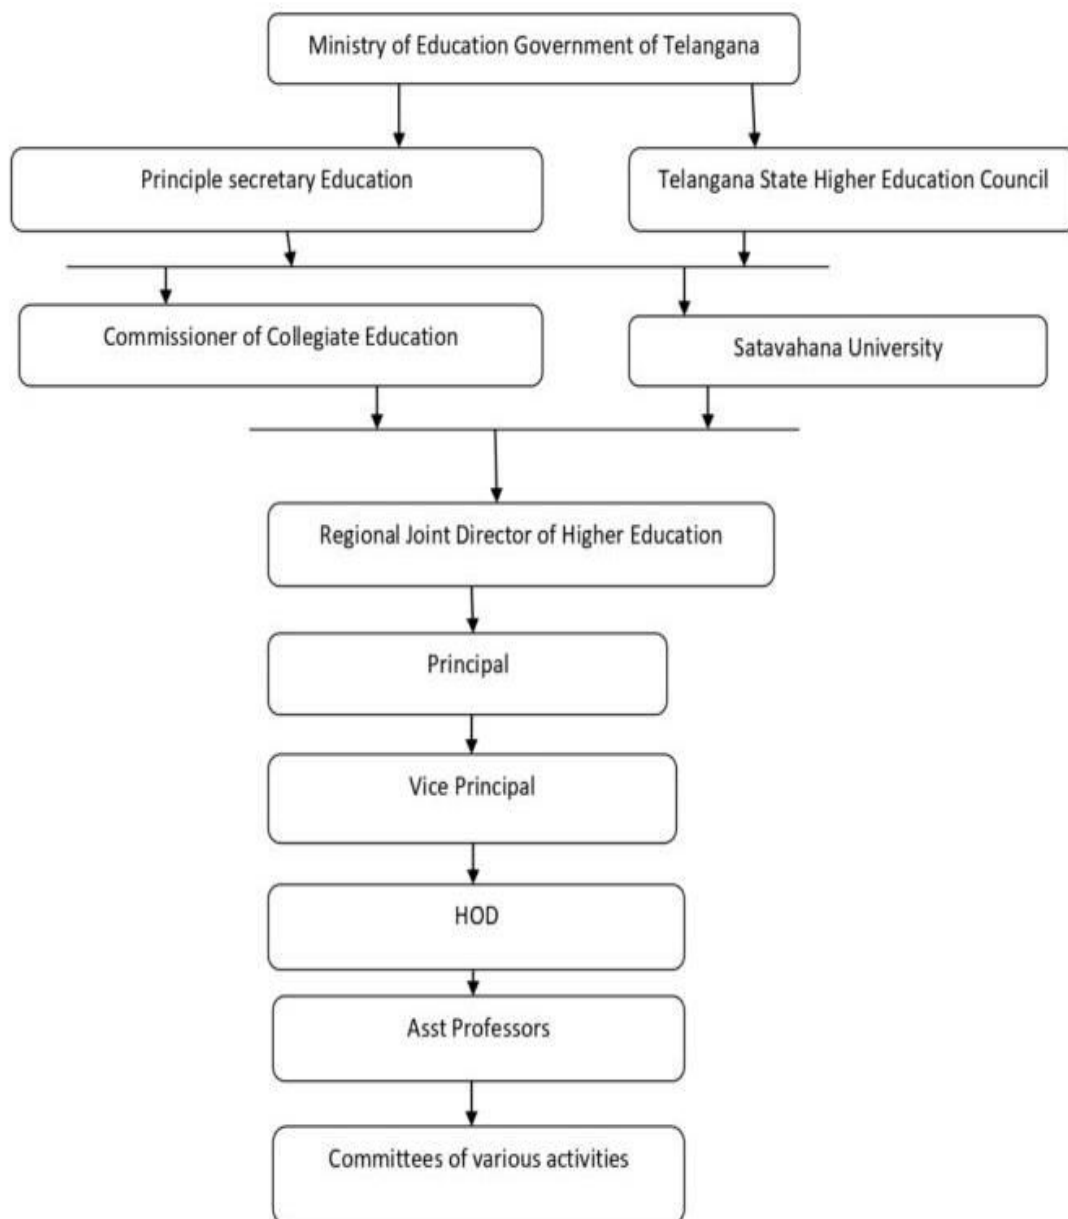 Ministry of Education Government of Telangana
Principle secretary Education
Telangana State Higher Education Council
Commissioner of Collegiate Education
Satavahana University
Regional Joint Director of Higher Education
Principal
Vice Principal
HOD
Asst Professors
Committees of various activities